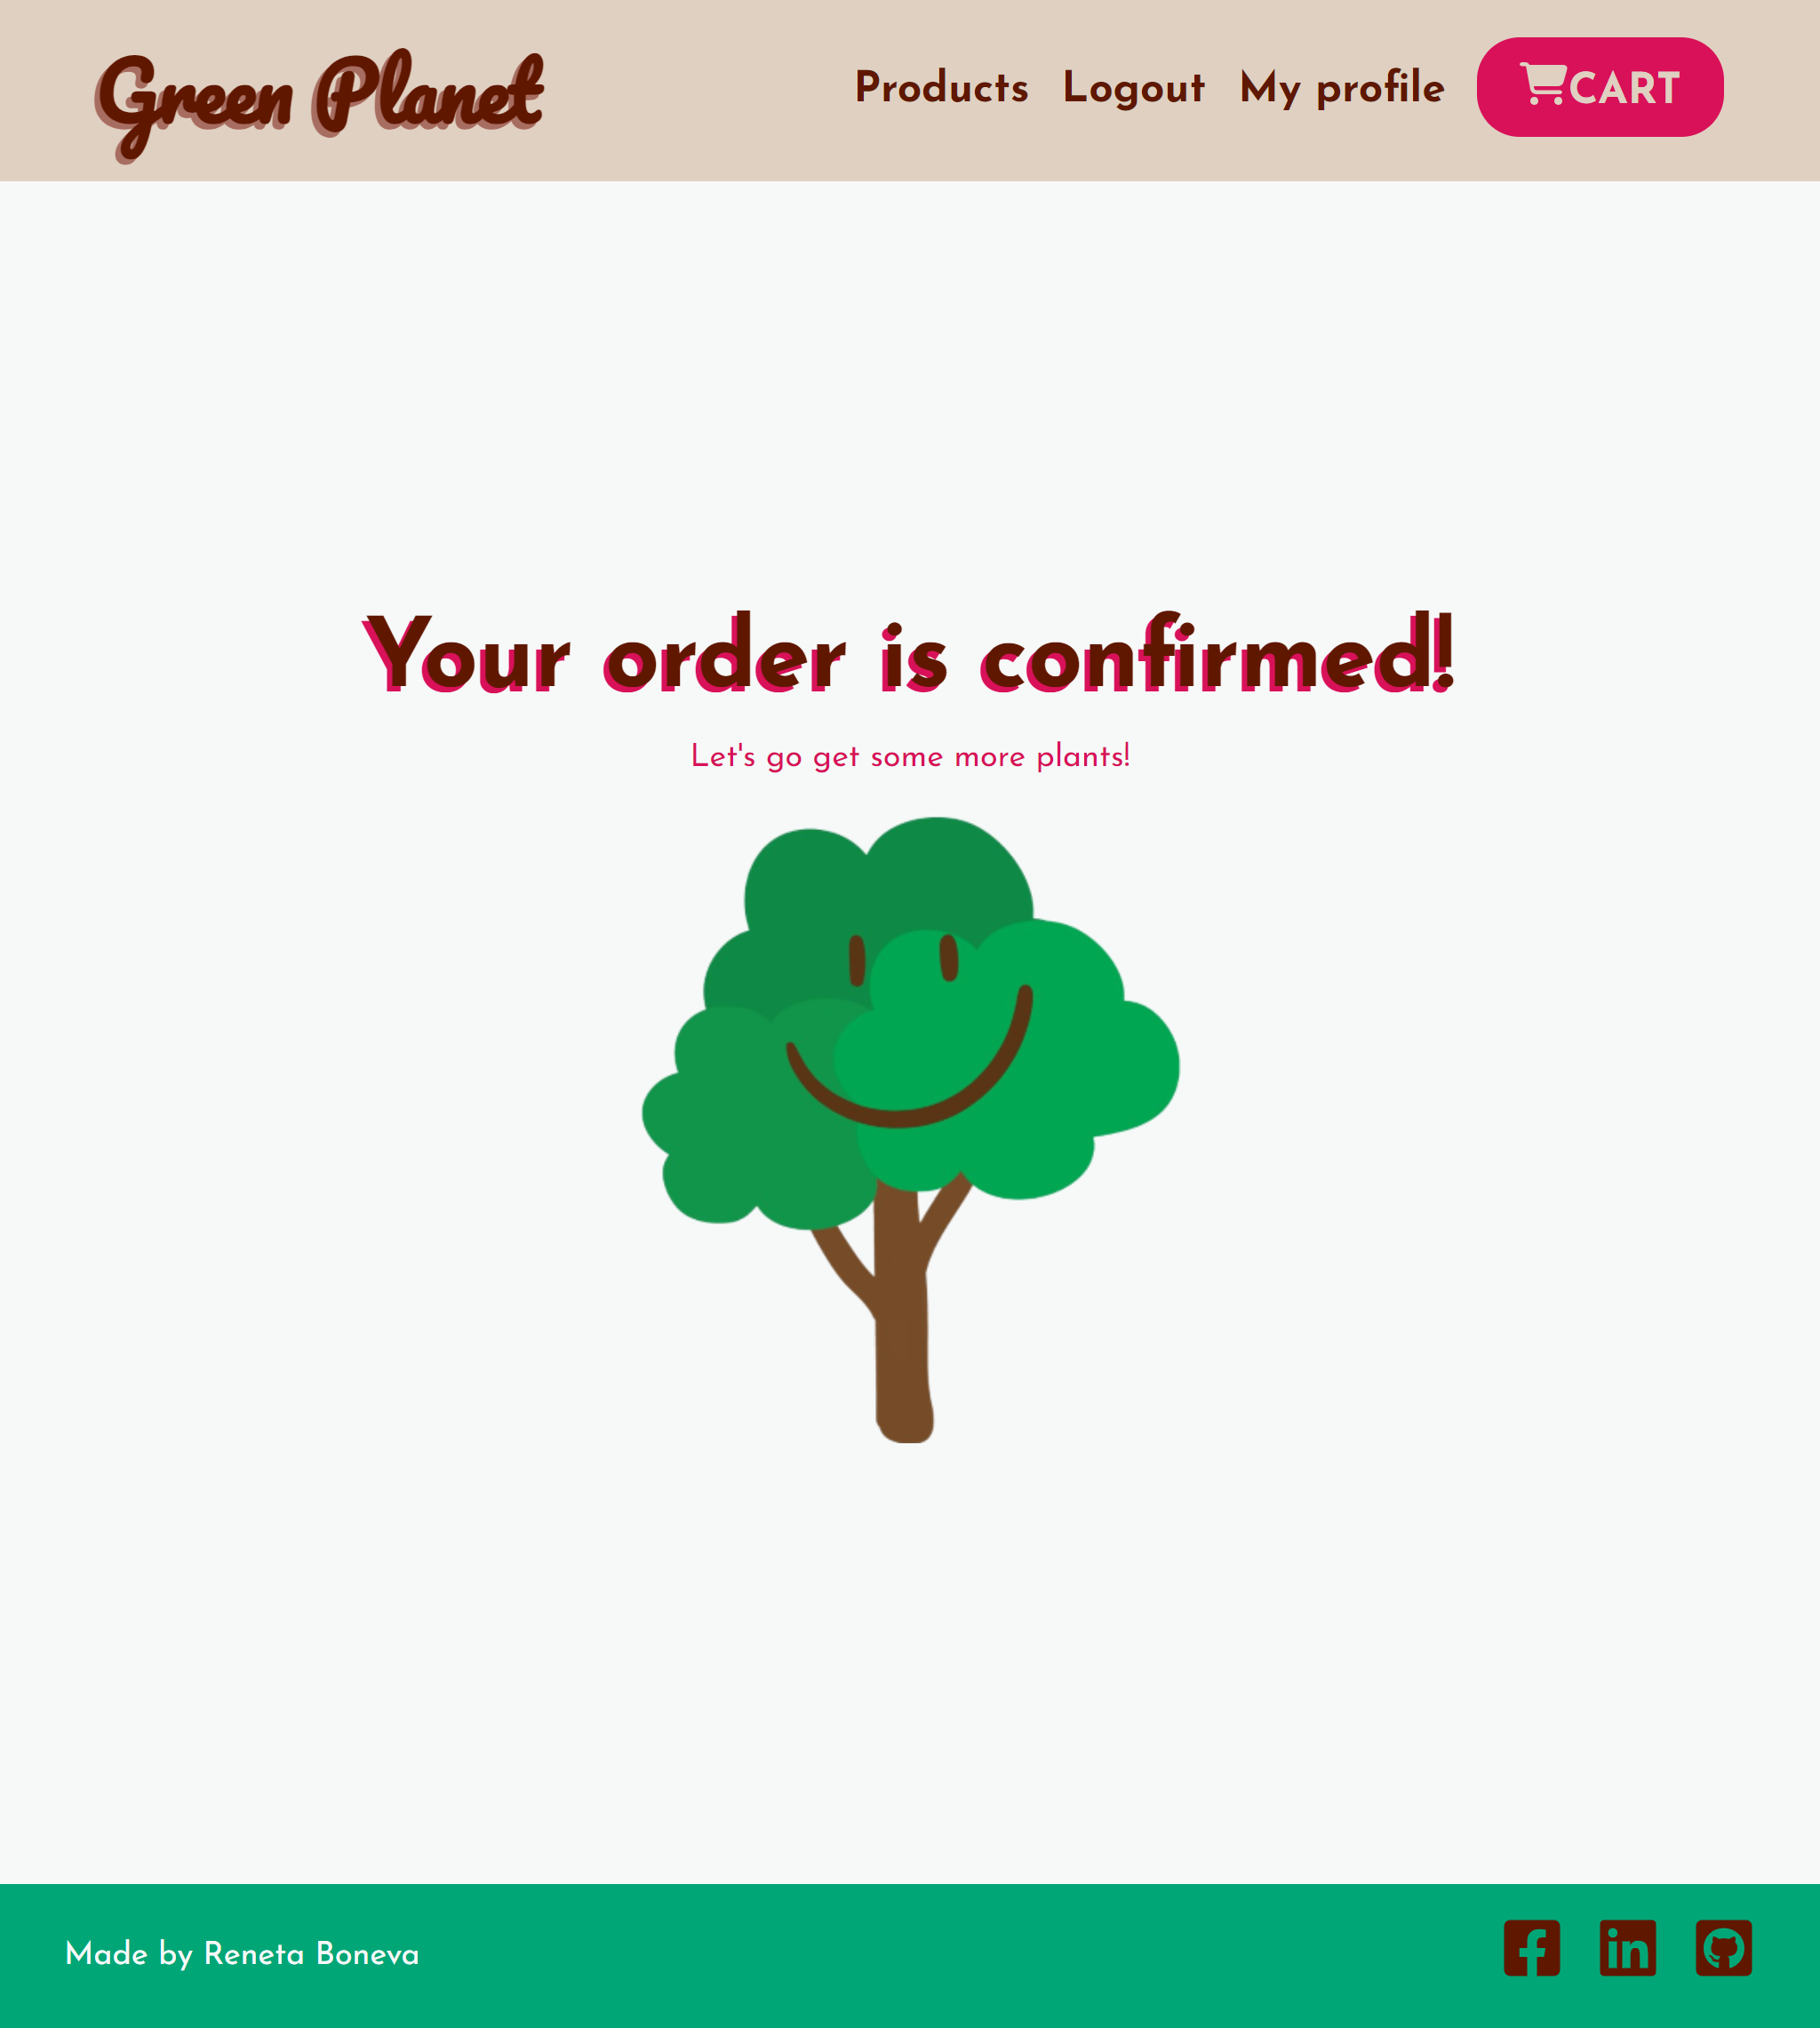 Green Planet
Products Logout My profile CART
Your order is confirmed!
Let's go get some more plants!
Made by Reneta Boneva